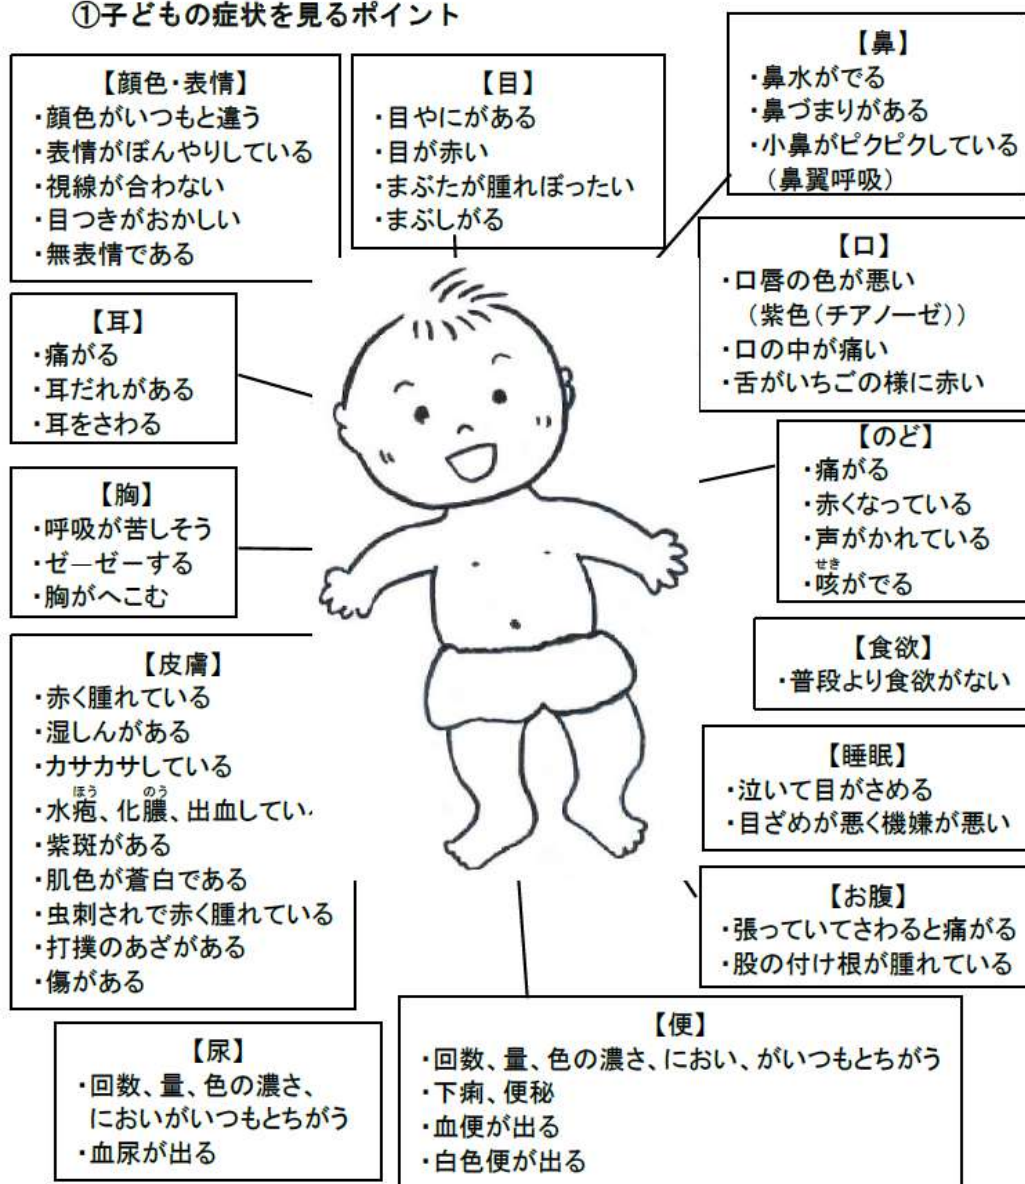 ①子どもの症状を見るポイント
【顔色・表情】
・顔色がいつもと違う
・表情がぼんやりしている
・視線が合わない
・目つきがおかしい
・無表情である
【目】
・目やにがある
・目が赤い
・まぶたが腫れぼったい
・まぶしがる
【鼻】
・鼻水がでる
・鼻づまりがある
・小鼻がピクピクしている
（鼻翼呼吸）
【耳】
・痛がる
・耳だれがある
・耳をさわる
【口】
・口唇の色が悪い
（紫色（チアノーゼ））
・口の中が痛い
・舌がいちごの様に赤い
【のど】
・痛がる
・赤くなっている
・声がかれている
せき
・咳がでる
【胸】
・呼吸が苦しそう
・ゼーゼーする
・胸がへこむ
【食欲】
・普段より食欲がない
【皮膚】
・赤く腫れている
・湿しんがある
・カサカサしている
ほう のう
・水疱、化膿、出血してい
・紫斑がある
・肌色が蒼白である
・虫刺されで赤く腫れている
・打撲のあざがある
・傷がある
【睡眠】
・泣いて目がさめる
・目ざめが悪く機嫌が悪い
【お腹】
・張っていてさわると痛がる
・股の付け根が腫れている
【尿】
・回数、量、色の濃さ、
においがいつもとちがう
・血尿が出る
【便】
・回数、量、色の濃さ、におい、がいつもとちがう
・下痢、便秘
・血便が出る
・白色便が出る